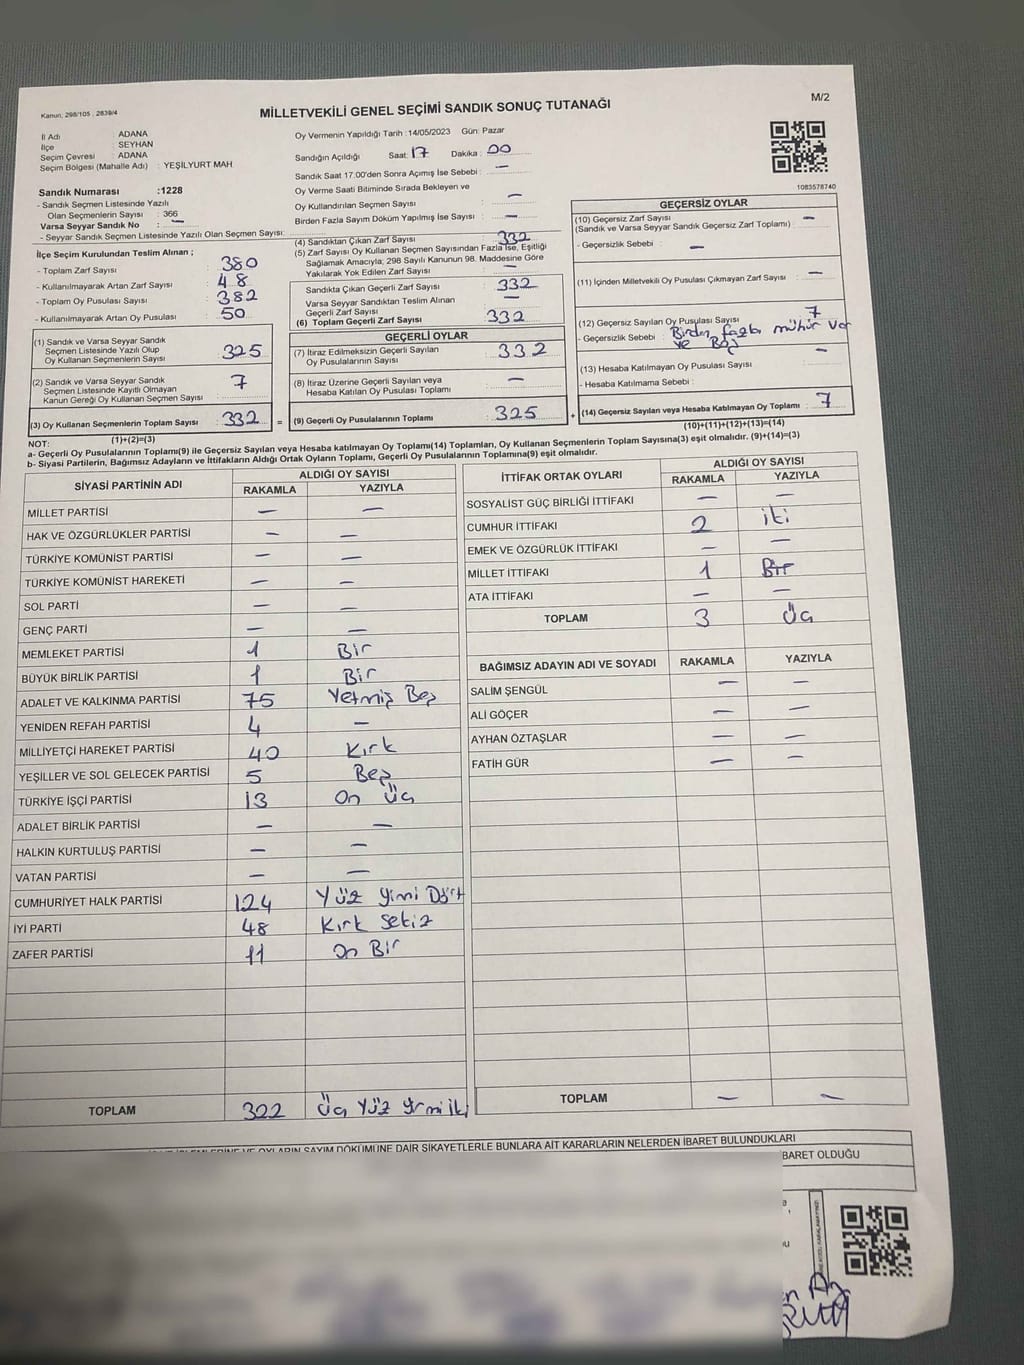 Kanun; 298/105 , 2839/4
MİLLETVEKİLİ GENEL SEÇİMİ SANDIK SONUÇ TUTANAĞI
M/2
İl Adı : ADANA
İlçe : SEYHAN
Seçim Çevresi : ADANA
Seçim Bölgesi (Mahalle Adı) : YEŞİLYURT MAH
Sandık Numarası :1228
- Sandık Seçmen Listesinde Yazılı
Olan Seçmenlerin Sayısı : 366
Varsa Seyyar Sandık No : —
- Seyyar Sandık Seçmen Listesinde Yazılı Olan Seçmen Sayısı:
Oy Vermenin Yapıldığı Tarih :14/05/2023 Gün: Pazar
Sandığın Açıldığı Saat: 17 Dakika : 00
Sandık Saat 17.00'den Sonra Açımış İse Sebebi : —
Oy Verme Saati Bitiminde Sırada Bekleyen ve
Oy Kullandırılan Seçmen Sayısı : —
Birden Fazla Sayım Döküm Yapılmış İse Sayısı : —
1083578740
İlçe Seçim Kurulundan Teslim Alınan ;
- Toplam Zarf Sayısı : 380
- Kullanılmayarak Artan Zarf Sayısı : 48
- Toplam Oy Pusulası Sayısı : 382
- Kullanılmayarak Artan Oy Pusulası : 50
(1) Sandık ve Varsa Seyyar Sandık
Seçmen Listesinde Yazılı Olup
Oy Kullanan Seçmenlerin Sayısı : 325
(2) Sandık ve Varsa Seyyar Sandık
Seçmen Listesinde Kayıtlı Olmayan
Kanun Gereği Oy Kullanan Seçmen Sayısı : 7
(3) Oy Kullanan Seçmenlerin Toplam Sayısı : 332 =
(1)+(2)=(3)
(4) Sandıktan Çıkan Zarf Sayısı : 332
(5) Zarf Sayısı Oy Kullanan Seçmen Sayısından Fazla İse, Eşitliği
Sağlamak Amacıyla; 298 Sayılı Kanunun 98. Maddesine Göre
Yakılarak Yok Edilen Zarf Sayısı : —
Sandıkta Çıkan Geçerli Zarf Sayısı : 332
Varsa Seyyar Sandıktan Teslim Alınan
Geçerli Zarf Sayısı : —
(6) Toplam Geçerli Zarf Sayısı : 332
GEÇERLİ OYLAR
(7) İtiraz Edilmeksizin Geçerli Sayılan
Oy Pusulalarının Sayısı : 332
(8) İtiraz Üzerine Geçerli Sayılan veya
Hesaba Katılan Oy Pusulası Toplamı : —
(9) Geçerli Oy Pusulalarının Toplamı : 325 +
GEÇERSİZ OYLAR
(10) Geçersiz Zarf Sayısı : —
(Sandık ve Varsa Seyyar Sandık Geçersiz Zarf Toplamı)
- Geçersizlik Sebebi : —
(11) İçinden Milletvekili Oy Pusulası Çıkmayan Zarf Sayısı : —
(12) Geçersiz Sayılan Oy Pusulası Sayısı : 7
- Geçersizlik Sebebi : Birden fazla mühür var
ve Boş
(13) Hesaba Katılmayan Oy Pusulası Sayısı : —
- Hesaba Katılmama Sebebi :
(14) Geçersiz Sayılan veya Hesaba Katılmayan Oy Toplamı : 7
(10)+(11)+(12)+(13)=(14)
NOT:
a- Geçerli Oy Pusulalarının Toplamı(9) ile Geçersiz Sayılan veya Hesaba katılmayan Oy Toplamı(14) Toplamları, Oy Kullanan Seçmenlerin Toplam Sayısına(3) eşit olmalıdır. (9)+(14)=(3)
b- Siyasi Partilerin, Bağımsız Adayların ve İttifakların Aldığı Ortak Oyların Toplamı, Geçerli Oy Pusulalarının Toplamına(9) eşit olmalıdır.
SİYASİ PARTİNİN ADI ALDIĞI OY SAYISI
RAKAMLA YAZIYLA
MİLLET PARTİSİ — —
HAK VE ÖZGÜRLÜKLER PARTİSİ — —
TÜRKİYE KOMÜNİST PARTİSİ — —
TÜRKİYE KOMÜNİST HAREKETİ — —
SOL PARTİ — —
GENÇ PARTİ — —
MEMLEKET PARTİSİ 1 Bir
BÜYÜK BİRLİK PARTİSİ 1 Bir
ADALET VE KALKINMA PARTİSİ 75 Yetmiş Beş
YENİDEN REFAH PARTİSİ 4 —
MİLLİYETÇİ HAREKET PARTİSİ 40 Kırk
YEŞİLLER VE SOL GELECEK PARTİSİ 5 Beş
TÜRKİYE İŞÇİ PARTİSİ 13 On Üç
ADALET BİRLİK PARTİSİ — —
HALKIN KURTULUŞ PARTİSİ — —
VATAN PARTİSİ — —
CUMHURİYET HALK PARTİSİ 124 Yüz yimi Dört
İYİ PARTİ 48 Kırk Sekiz
ZAFER PARTİSİ 11 On Bir
TOPLAM 322 Üç Yüz yrmi iki
İTTİFAK ORTAK OYLARI ALDIĞI OY SAYISI
RAKAMLA YAZIYLA
SOSYALİST GÜÇ BİRLİĞİ İTTİFAKI — —
CUMHUR İTTİFAKI 2 iki
EMEK VE ÖZGÜRLÜK İTTİFAKI — —
MİLLET İTTİFAKI 1 Bir
ATA İTTİFAKI — —
TOPLAM 3 Üç
BAĞIMSIZ ADAYIN ADI VE SOYADI RAKAMLA YAZIYLA
SALİM ŞENGÜL — —
ALİ GÖÇER — —
AYHAN ÖZTAŞLAR — —
FATİH GÜR — —
TOPLAM — —
OYLARIN SAYIM DÖKÜMÜNE DAİR ŞİKAYETLERLE BUNLARA AİT KARARLARIN NELERDEN İBARET BULUNDUKLARI
BARET OLDUĞU